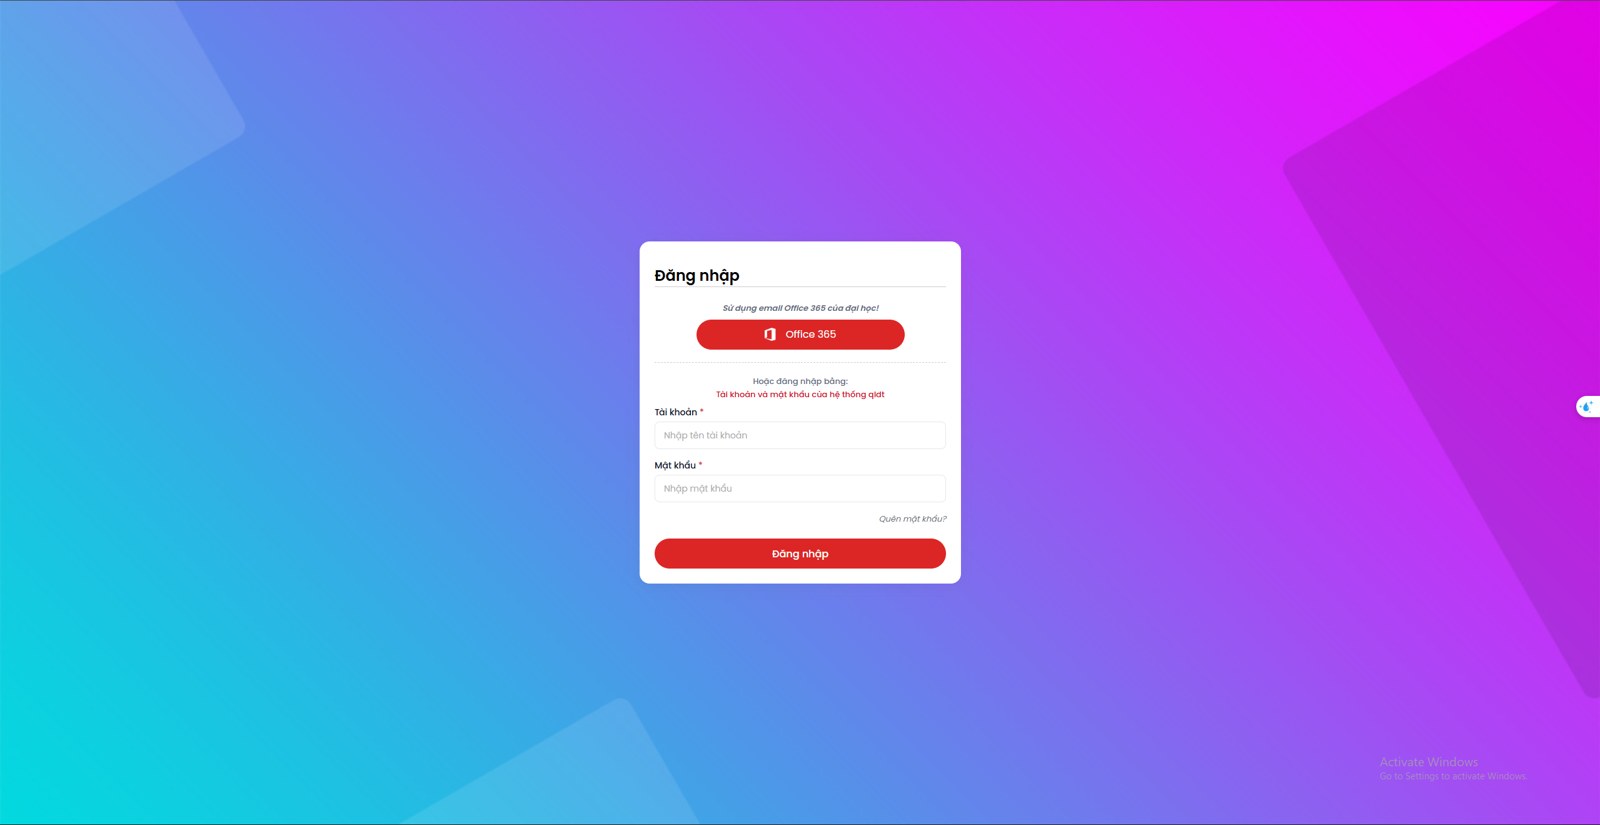 Đăng nhập
Sử dụng email Office 365 của đại học!
Office 365
Hoặc đăng nhập bằng:
Tài khoản và mật khẩu của hệ thống qldt
Tài khoản *
Nhập tên tài khoản
Mật khẩu *
Nhập mật khẩu
Quên mật khẩu?
Đăng nhập
Activate Windows
Go to Settings to activate Windows.